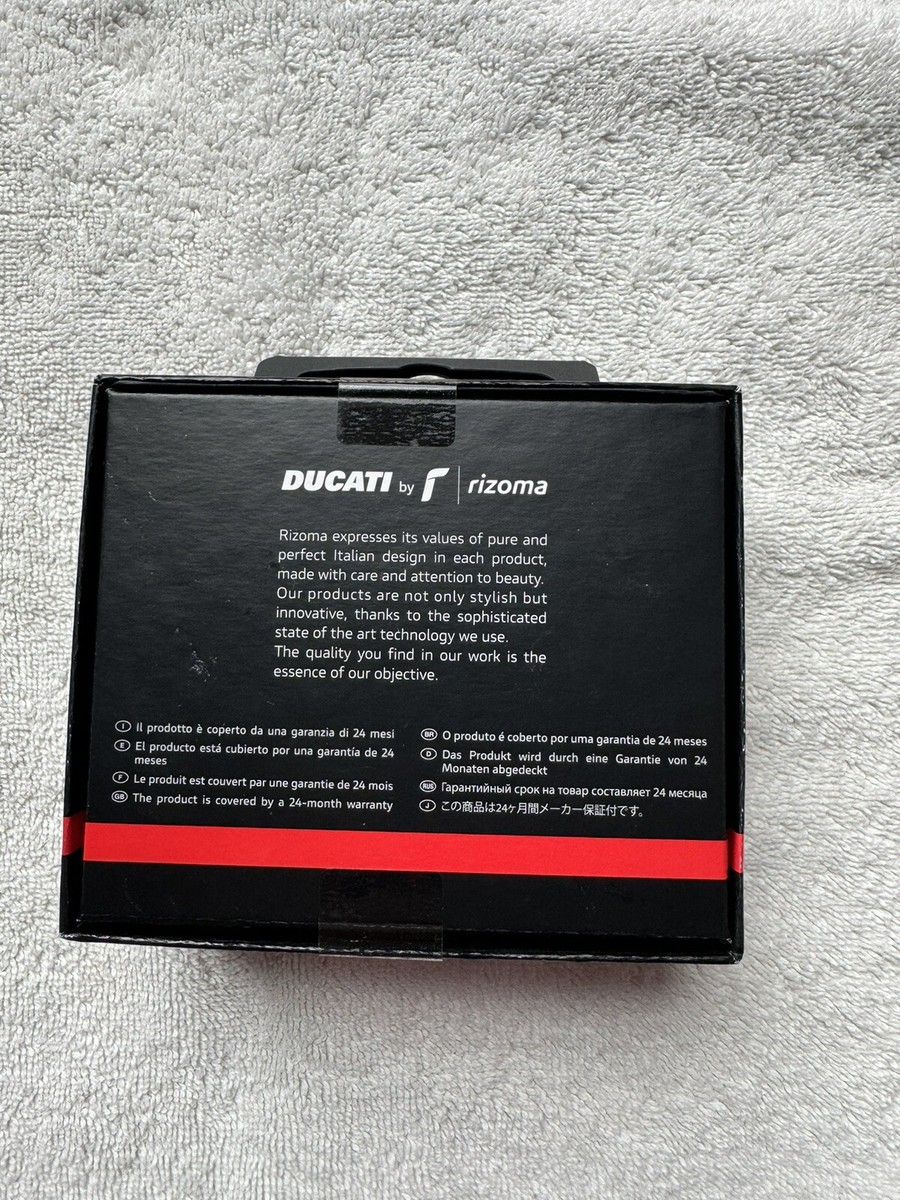 DUCATI by rizoma
Rizoma expresses its values of pure and
perfect Italian design in each product,
made with care and attention to beauty.
Our products are not only stylish but
innovative, thanks to the sophisticated
state of the art technology we use.
The quality you find in our work is the
essence of our objective.
I Il prodotto è coperto da una garanzia di 24 mesi
E El producto está cubierto por una garantía de 24
meses
F Le produit est couvert par une garantie de 24 mois
GB The product is covered by a 24-month warranty
BR O produto é coberto por uma garantia de 24 meses
D Das Produkt wird durch eine Garantie von 24
Monaten abgedeckt
RUS Гарантийный срок на товар составляет 24 месяца
J この商品は24ヶ月間メーカー保証付です。